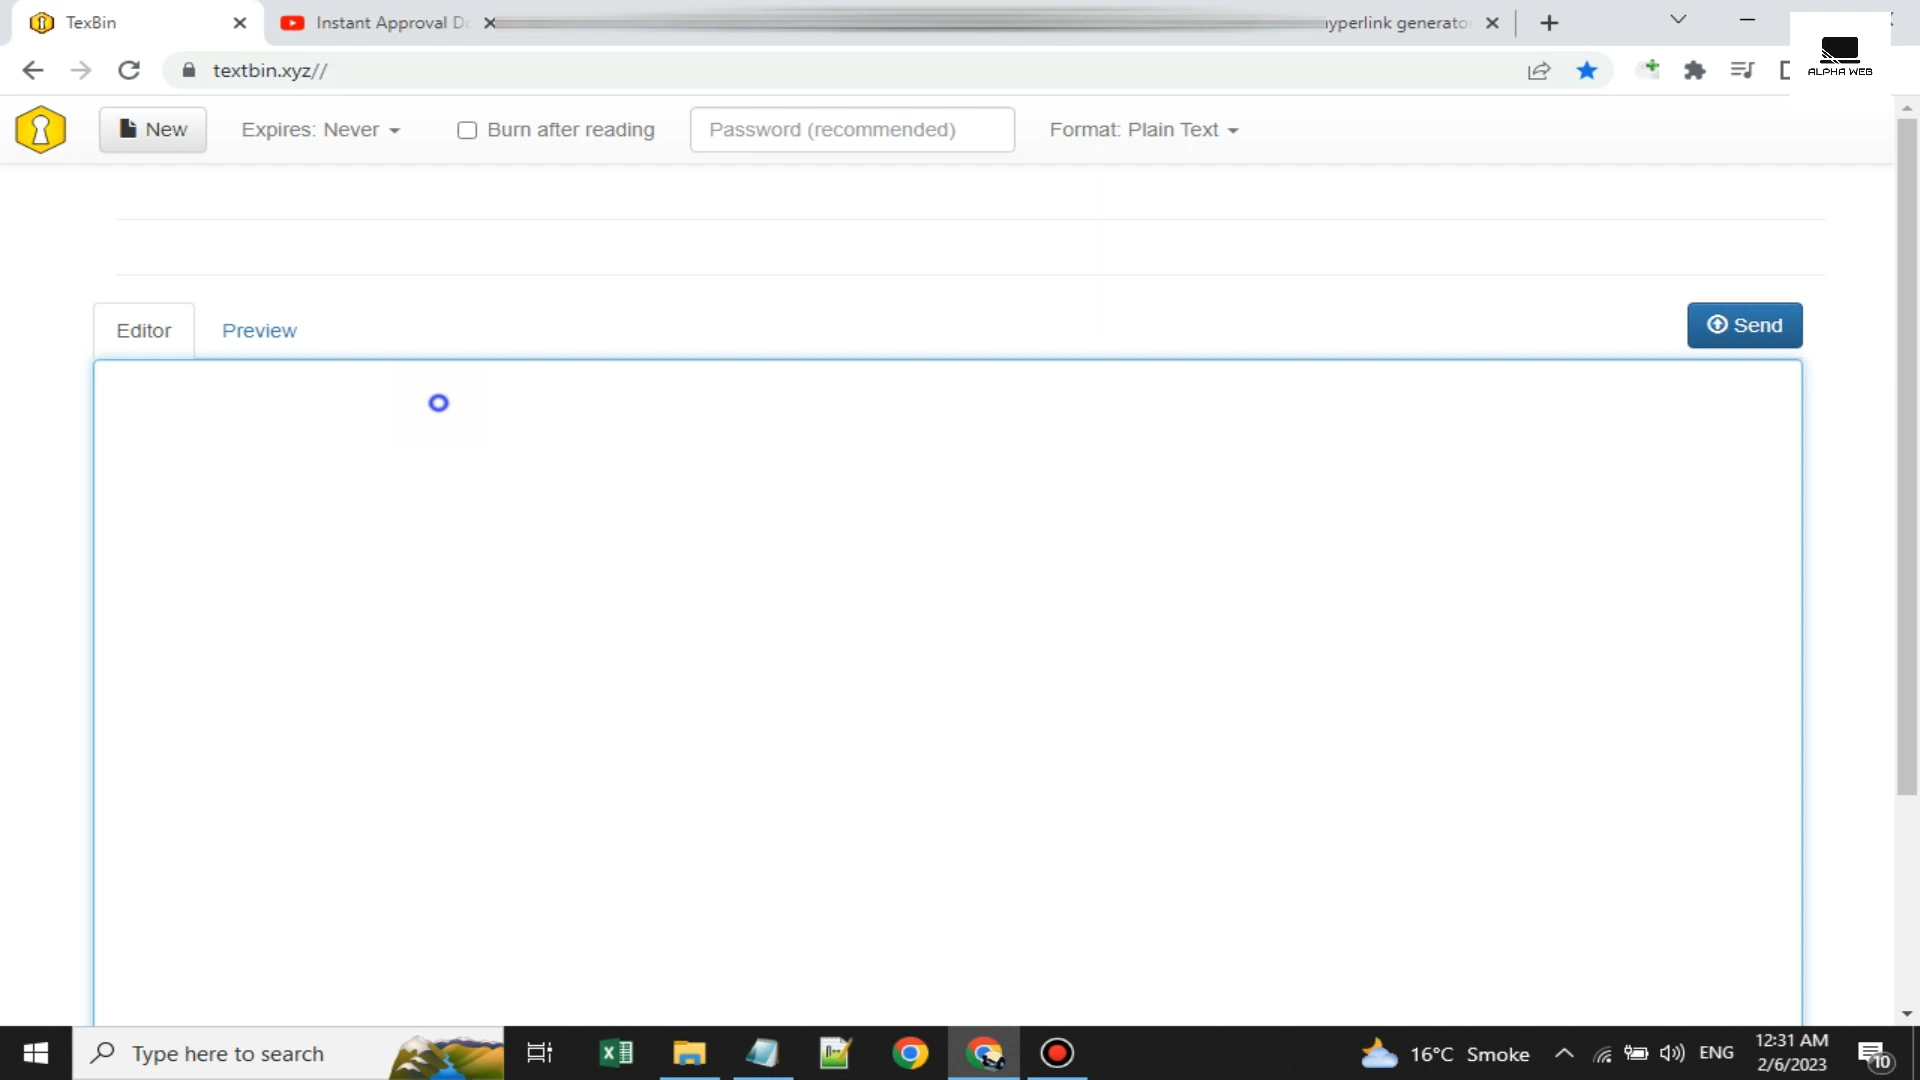 TexBin
Instant Approval Do
yperlink generato
textbin.xyz//
ALPHA WEB
New
Expires: Never
Burn after reading
Password (recommended)
Format: Plain Text
Editor
Preview
Send
Type here to search
16°C Smoke
ENG
12:31 AM
2/6/2023
10